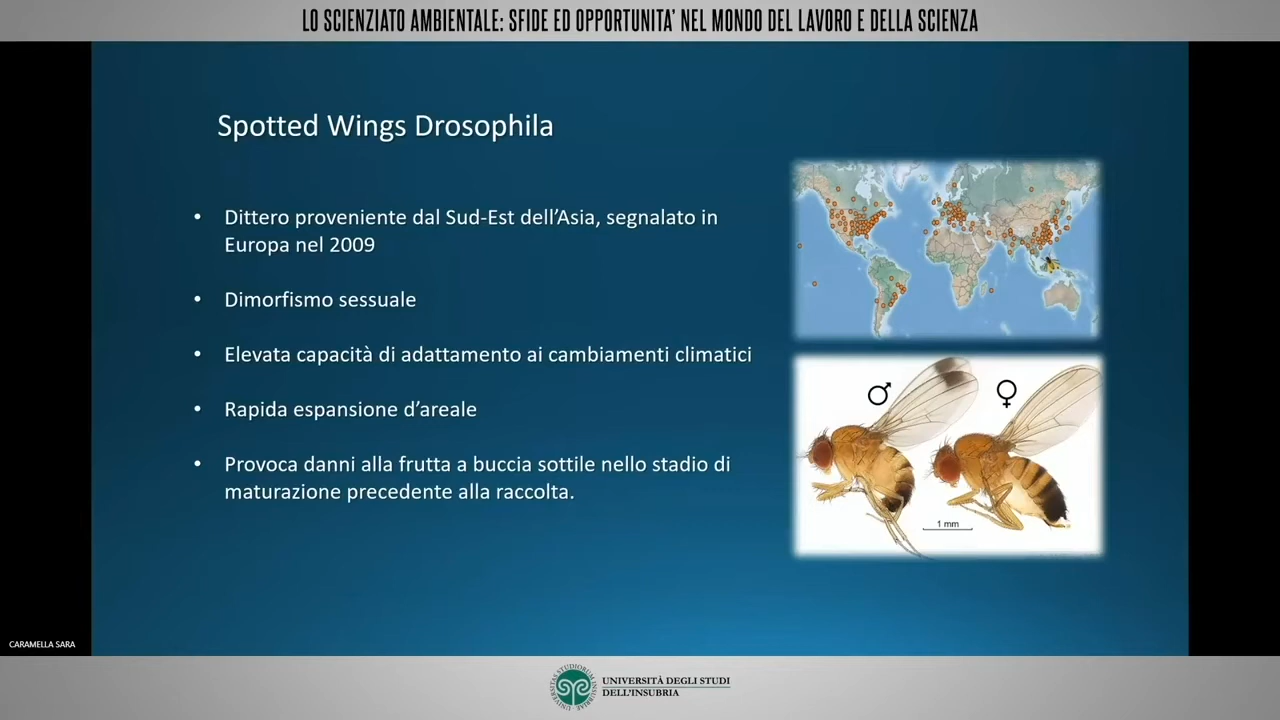 LO SCIENZIATO AMBIENTALE: SFIDE ED OPPORTUNITA' NEL MONDO DEL LAVORO E DELLA SCIENZA
Spotted Wings Drosophila
• Dittero proveniente dal Sud-Est dell'Asia, segnalato in
Europa nel 2009
• Dimorfismo sessuale
• Elevata capacità di adattamento ai cambiamenti climatici
• Rapida espansione d'areale
• Provoca danni alla frutta a buccia sottile nello stadio di
maturazione precedente alla raccolta.
♂ ♀
1 mm
CARAMELLA SARA
UNIVERSITÀ DEGLI STUDI
DELL'INSUBRIA